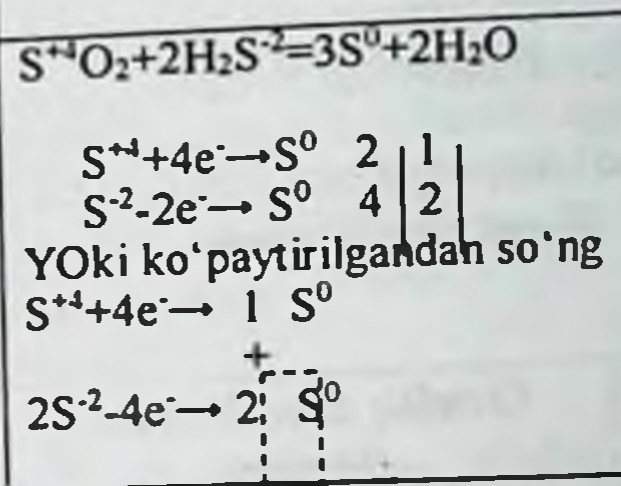 S⁺⁴O₂+2H₂S⁻²=3S⁰+2H₂O
S⁺⁴+4e⁻→S⁰ 2 | 1 |
S⁻²-2e⁻→ S⁰ 4 | 2 |
YOki ko‘paytirilgandan so‘ng
S⁺⁴+4e⁻→ 1 S⁰
+
2S⁻²-4e⁻→ 2 S⁰